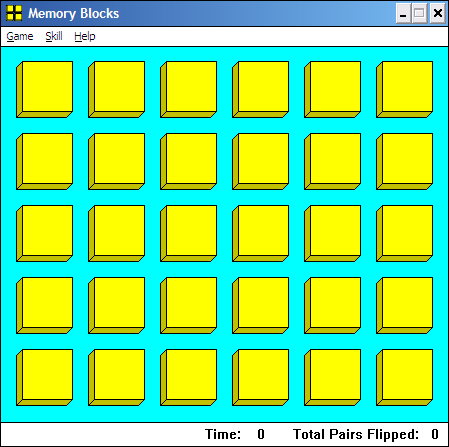 Memory Blocks
Game Skill Help
Time: 0 Total Pairs Flipped: 0